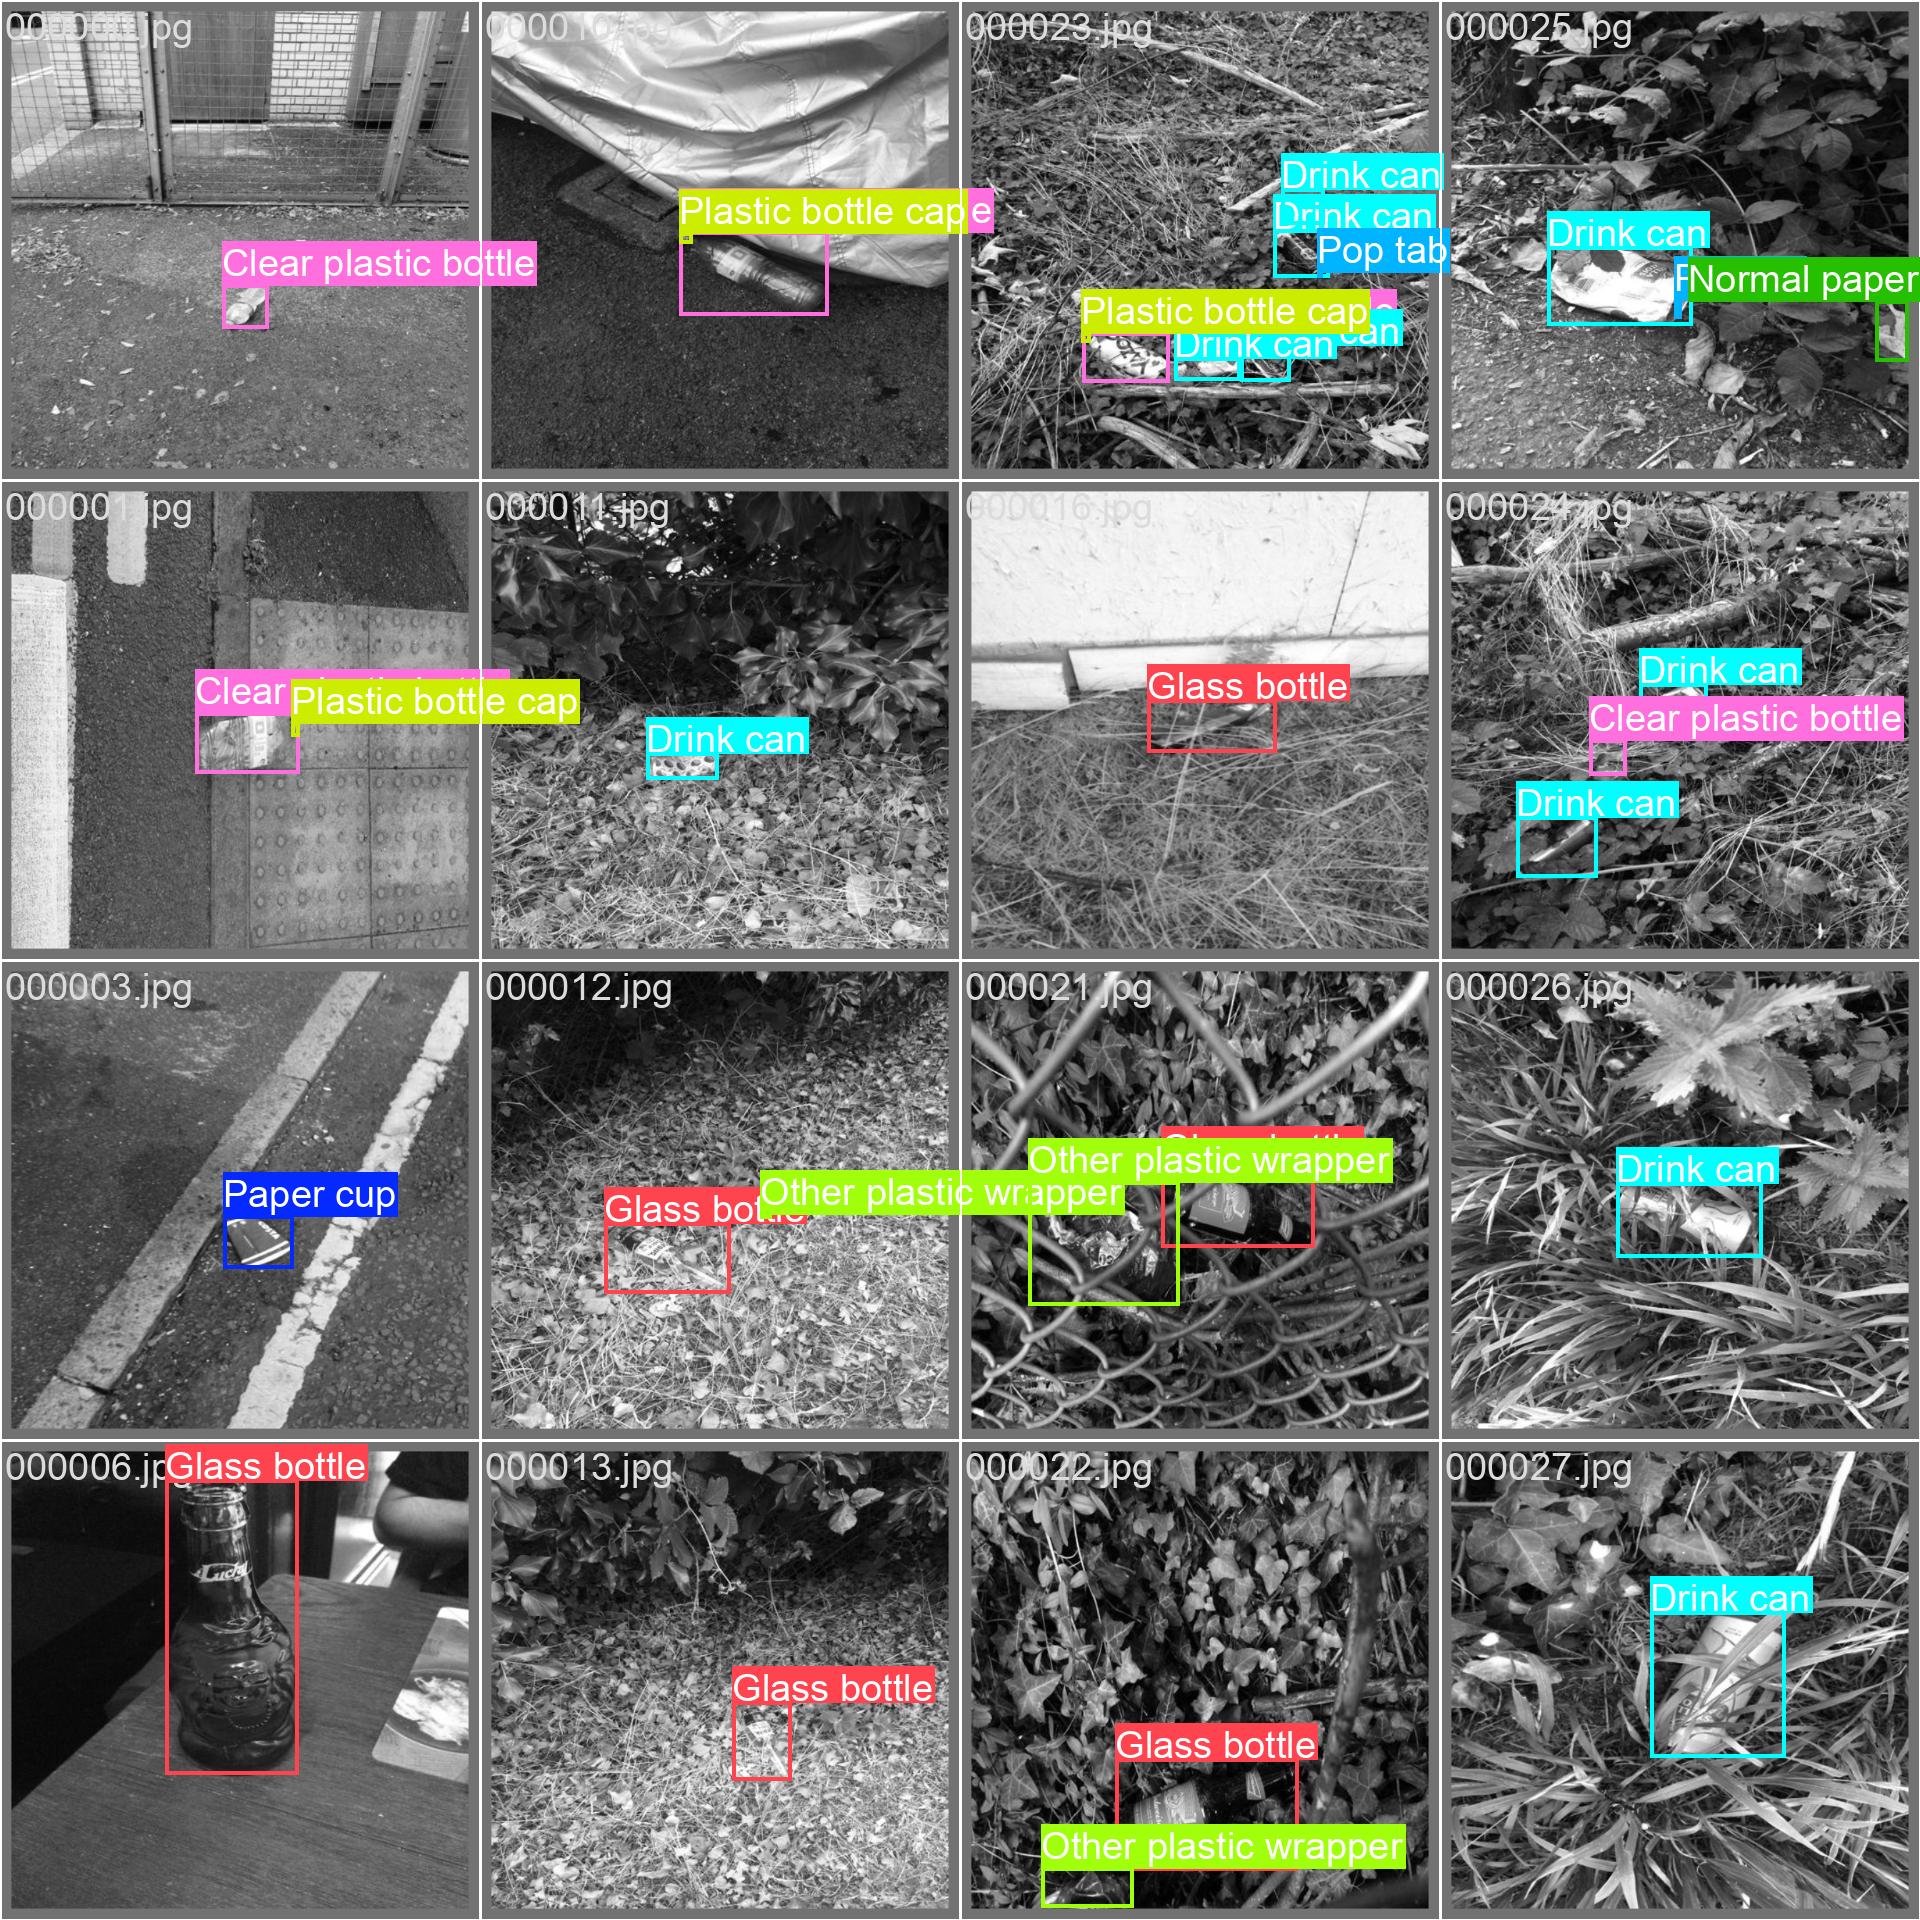 000010.jpg
000023.jpg
000025.jpg
Drink can
Drink can
Plastic bottle cap
e
Pop tab
Drink can
Clear plastic bottle
Normal paper
Plastic bottle cap
can
Drink can
000001.jpg
000011.jpg
000016.jpg
000024.jpg
Clear
Plastic bottle cap
Drink can
Glass bottle
Drink can
Clear plastic bottle
Drink can
000003.jpg
000012.jpg
000021.jpg
000026.jpg
Paper cup
Glass bottle
Other plastic wrapper
Glass bottle
Other plastic wrapper
Drink can
000006.jp
Glass bottle
000013.jpg
000022.jpg
000027.jpg
Lucky
Glass bottle
Glass bottle
Other plastic wrapper
Drink can